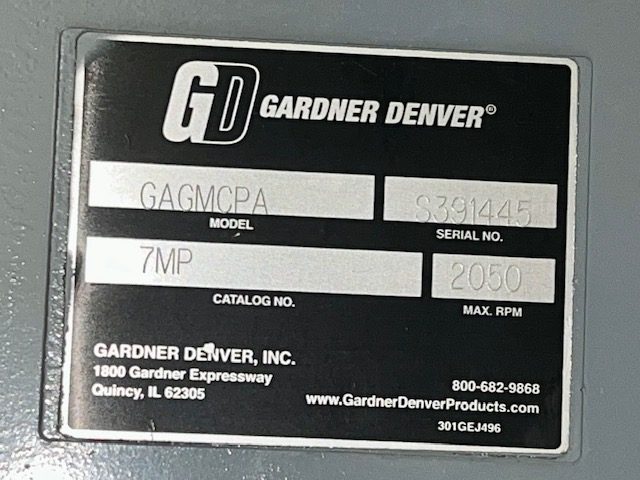 GD GARDNER DENVER®
GAGMCPA S391445
MODEL SERIAL NO.
7MP 2050
CATALOG NO. MAX. RPM
GARDNER DENVER, INC.
1800 Gardner Expressway
Quincy, IL 62305
800-682-9868
www.GardnerDenverProducts.com
301GEJ496